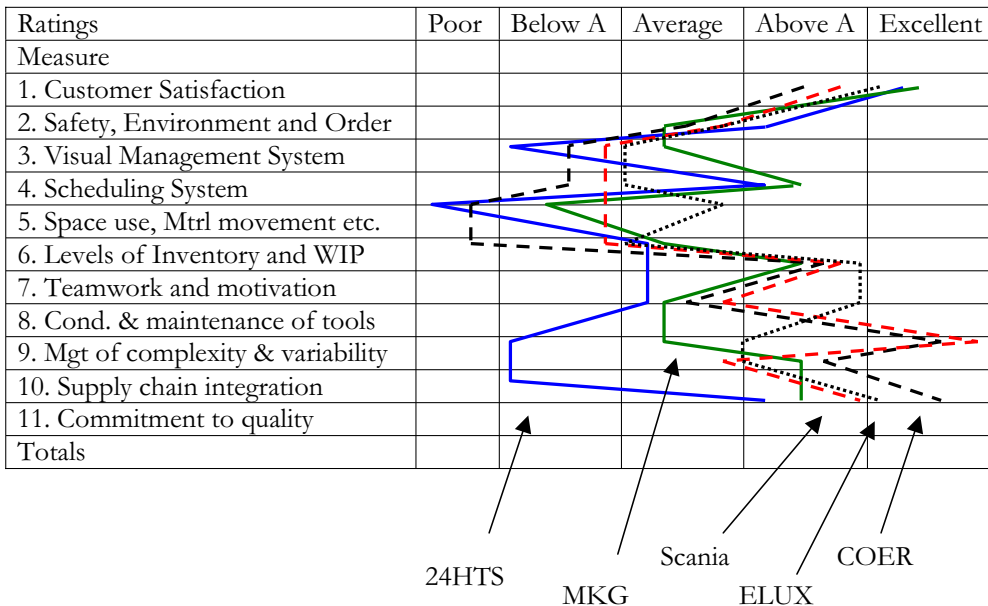 Ratings Poor Below A Average Above A Excellent
Measure
1. Customer Satisfaction
2. Safety, Environment and Order
3. Visual Management System
4. Scheduling System
5. Space use, Mtrl movement etc.
6. Levels of Inventory and WIP
7. Teamwork and motivation
8. Cond. & maintenance of tools
9. Mgt of complexity & variability
10. Supply chain integration
11. Commitment to quality
Totals
Scania COER
24HTS
MKG ELUX